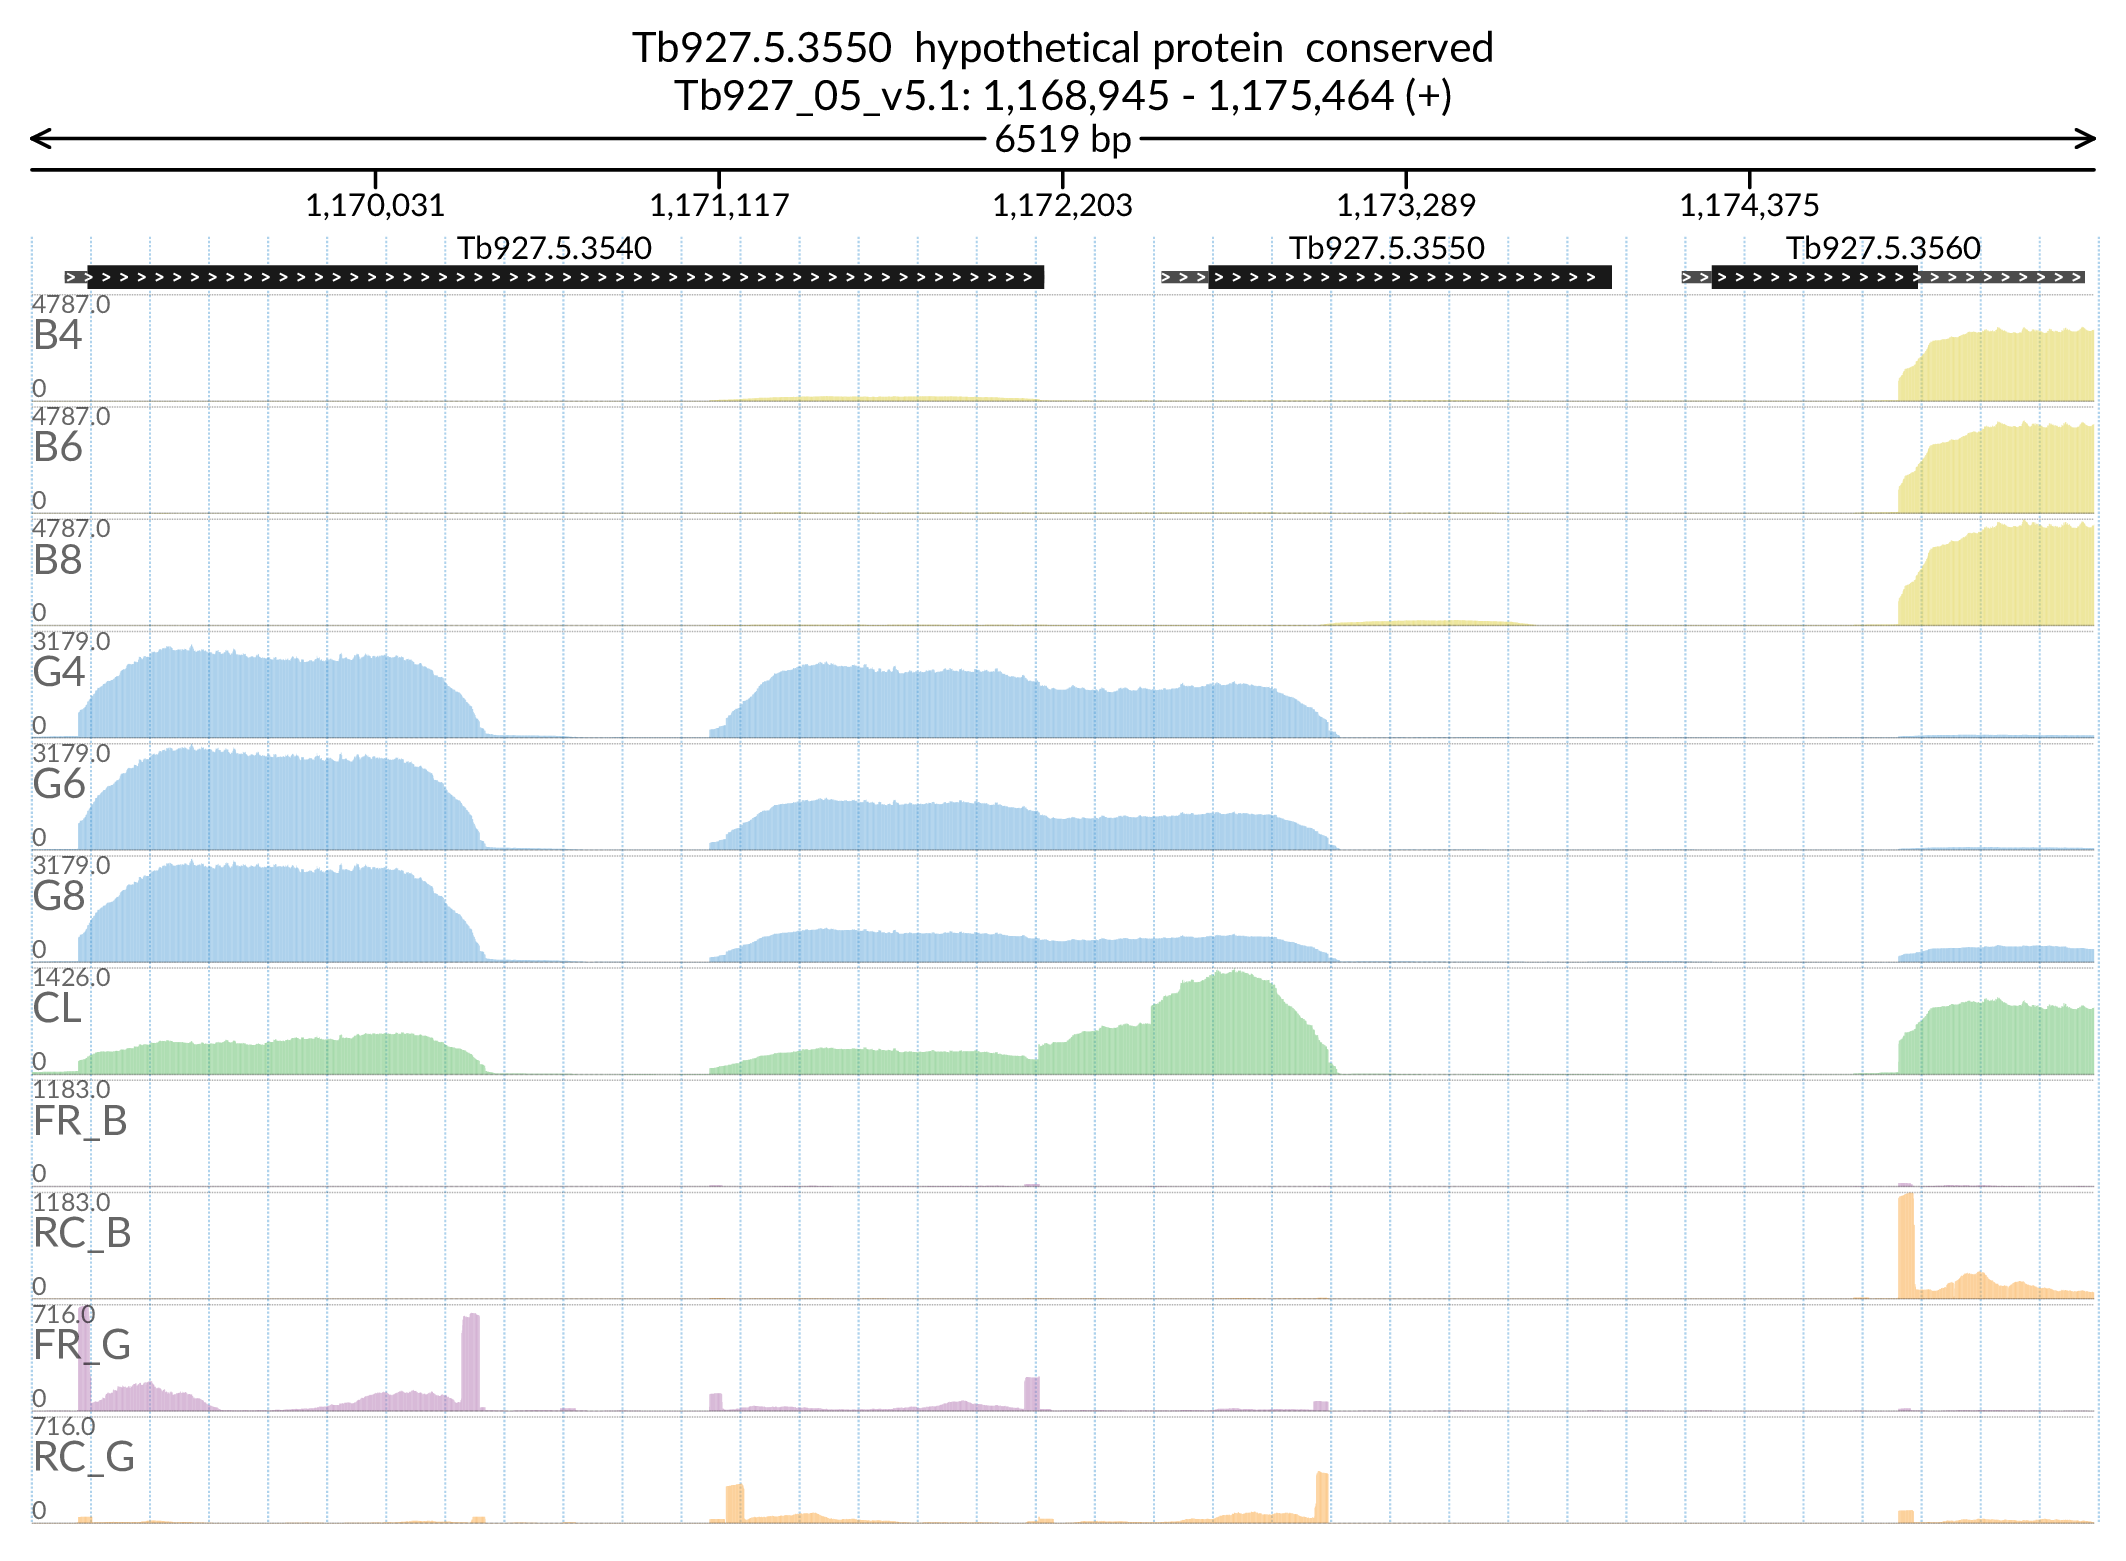 Tb927.5.3550  hypothetical protein  conserved
Tb927_05_v5.1: 1,168,945 - 1,175,464 (+)
6519 bp
1,170,031 1,171,117 1,172,203 1,173,289 1,174,375
Tb927.5.3540 Tb927.5.3550 Tb927.5.3560
4787.0
B4
0
4787.0
B6
0
4787.0
B8
0
3179.0
G4
0
3179.0
G6
0
3179.0
G8
0
1426.0
CL
0
1183.0
FR_B
0
1183.0
RC_B
0
716.0
FR_G
0
716.0
RC_G
0